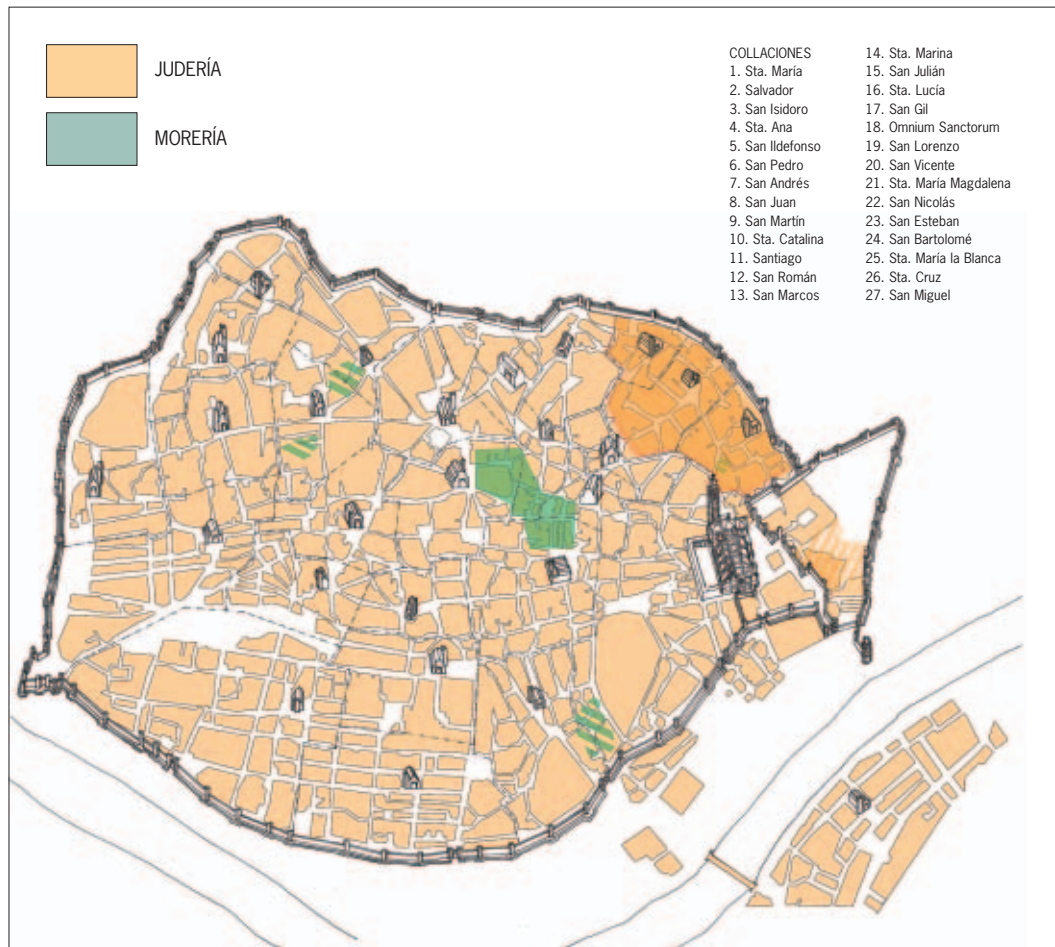 JUDERÍA
MORERÍA
COLLACIONES
1. Sta. María
2. Salvador
3. San Isidoro
4. Sta. Ana
5. San Ildefonso
6. San Pedro
7. San Andrés
8. San Juan
9. San Martín
10. Sta. Catalina
11. Santiago
12. San Román
13. San Marcos
14. Sta. Marina
15. San Julián
16. Sta. Lucía
17. San Gil
18. Omnium Sanctorum
19. San Lorenzo
20. San Vicente
21. Sta. María Magdalena
22. San Nicolás
23. San Esteban
24. San Bartolomé
25. Sta. María la Blanca
26. Sta. Cruz
27. San Miguel